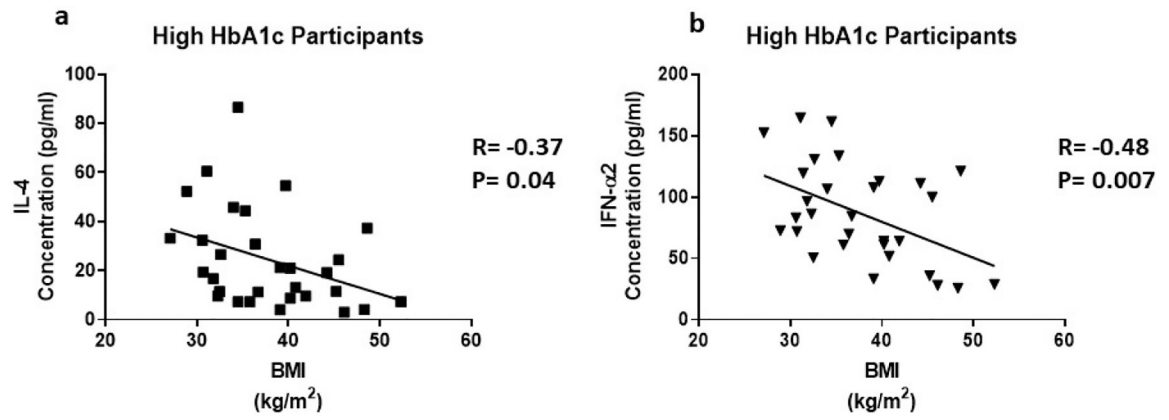 a
High HbA1c Participants
100
80
60
40
20
0
IL-4
Concentration (pg/ml)
20 30 40 50 60
BMI
(kg/m²)
R= -0.37
P= 0.04
b
High HbA1c Participants
200
150
100
50
0
IFN-α2
Concentration (pg/ml)
20 30 40 50 60
BMI
(kg/m²)
R= -0.48
P= 0.007